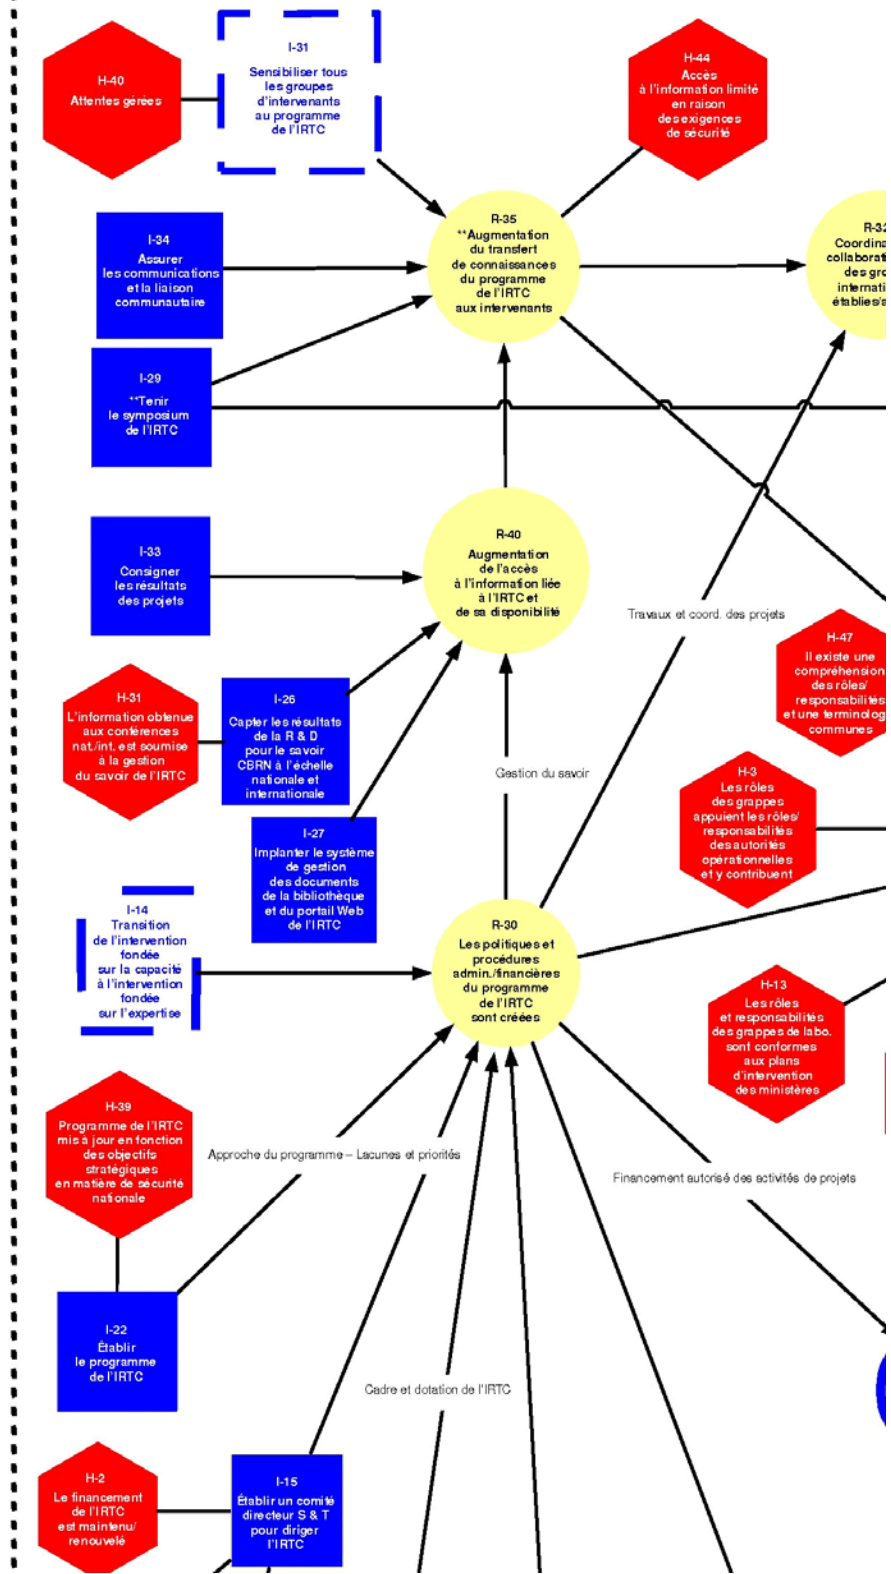 H-40
Attentes gérées
I-31
Sensibiliser tous
les groupes
d'intervenants
au programme
de l'IRTC
H-44
Accès
à l'information limité
en raison
des exigences
de sécurité
I-34
Assurer
les communications
et la liaison
communautaire
R-35
**Augmentation
du transfert
de connaissances
du programme
de l'IRTC
aux intervenants
R-32
I-29
**Tenir
le symposium
de l'IRTC
I-33
Consigner
les résultats
des projets
R-40
Augmentation
de l'accès
à l'information liée
à l'IRTC et
de sa disponibilité
Travaux et coord. des projets
H-47
Il existe une
compréhension
des rôles/
responsabilités
et une terminolog
communes
H-31
L'information obtenue
aux conférences
nat./int. est soumise
à la gestion
du savoir de l'IRTC
I-26
Capter les résultats
de la R & D
pour le savoir
CBRN à l'échelle
nationale et
internationale
Gestion du savoir
H-3
Les rôles
des grappes
appuient les rôles/
responsabilités
des autorités
opérationnelles
et y contribuent
I-27
Implanter le système
de gestion
des documents
de la bibliothèque
et du portail Web
de l'IRTC
I-14
Transition
de l'intervention
fondée
sur la capacité
à l'intervention
fondée
sur l'expertise
R-30
Les politiques et
procédures
admin./financières
du programme
de l'IRTC
sont créées
H-13
Les rôles
et responsabilités
des grappes de labo.
sont conformes
aux plans
d'intervention
des ministères
H-39
Programme de l'IRTC
mis à jour en fonction
des objectifs
stratégiques
en matière de sécurité
nationale
Approche du programme – Lacunes et priorités
Financement autorisé des activités de projets
I-22
Établir
le programme
de l'IRTC
Cadre et dotation de l'IRTC
H-2
Le financement
de l'IRTC
est maintenu/
renouvelé
I-15
Établir un comité
directeur S & T
pour diriger
l'IRTC